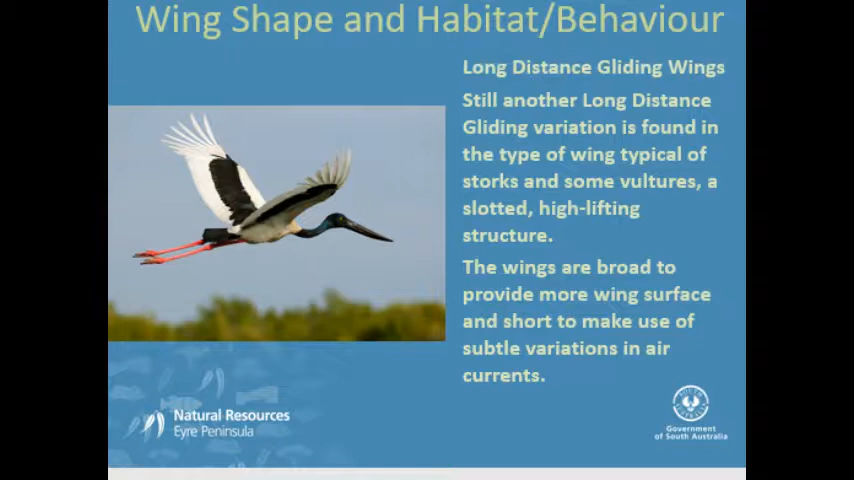 Wing Shape and Habitat/Behaviour
Long Distance Gliding Wings
Still another Long Distance
Gliding variation is found in
the type of wing typical of
storks and some vultures, a
slotted, high-lifting
structure.
The wings are broad to
provide more wing surface
and short to make use of
subtle variations in air
currents.
Natural Resources
Eyre Peninsula
SOUTH AUSTRALIA
Government
of South Australia